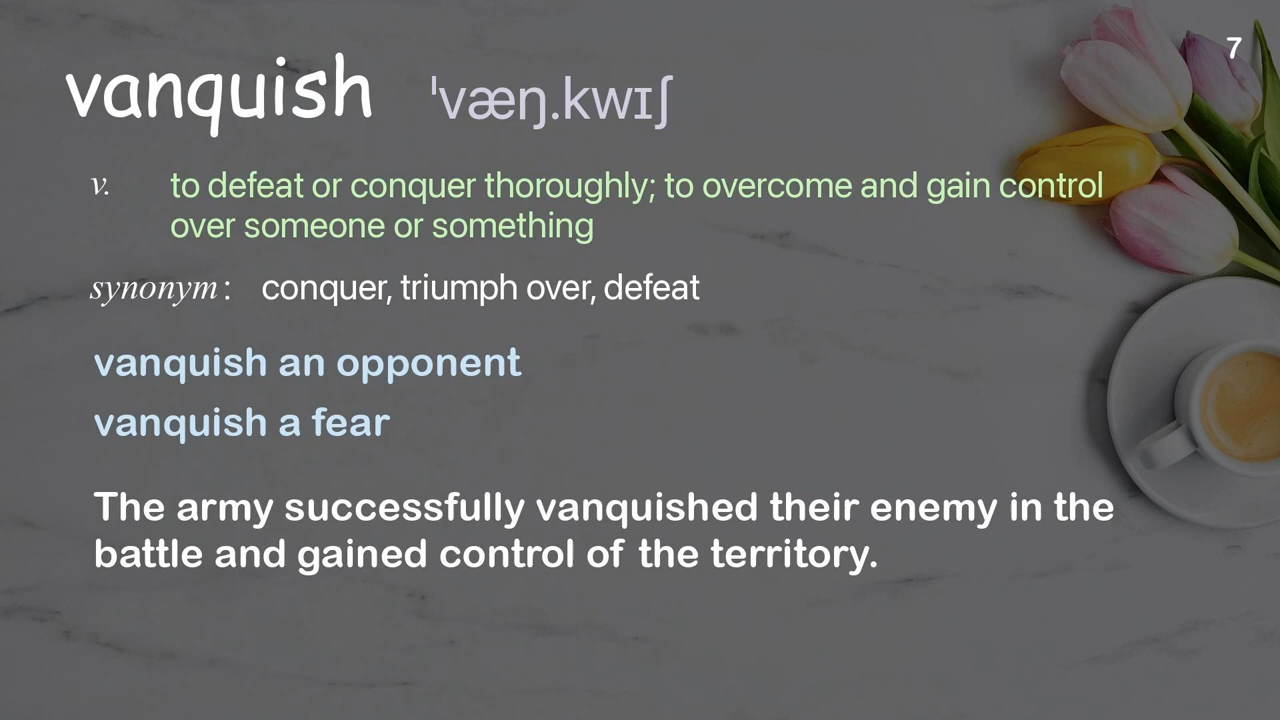 7
vanquish ˈvæŋ.kwɪʃ
v. to defeat or conquer thoroughly; to overcome and gain control
over someone or something
synonym : conquer, triumph over, defeat
vanquish an opponent
vanquish a fear
The army successfully vanquished their enemy in the
battle and gained control of the territory.